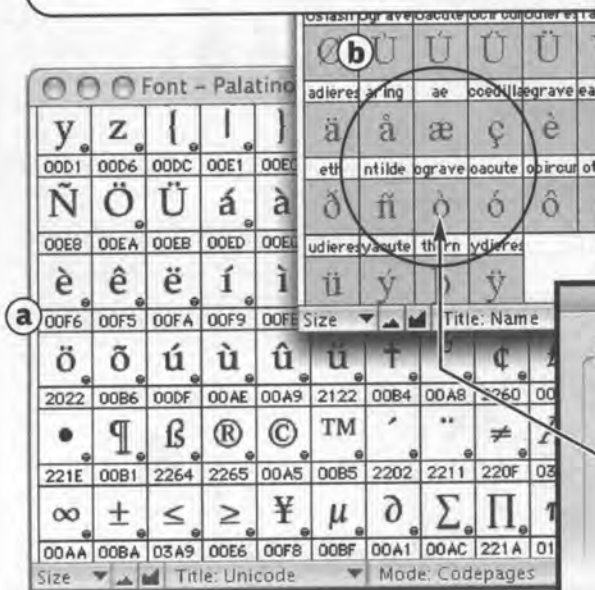 b
Ø Ù Ú Û Ü
adieres aring ae ccedilla egrave
ä å æ ç è
eth ntilde ograve oacute
ð ñ ò ó ô
udieres yacute thorn ydieres
ü ý ÿ
Size Title: Name
Font - Palatino
y z { | }
00D1 00D6 00DC 00E1
Ñ Ö Ü á à
00E8 00EA 00EB 00ED
è ê ë í ì
a
00F6 00F5 00FA 00F9
ö õ ú ù û ü † ¢
2022 00B6 00DF 00AE 00A9 2122 00B4 00A8 2260
• ¶ ß ® © TM ´ ¨ ≠
221E 00B1 2264 2265 00A5 00B5 2202 2211 220F
∞ ± ≤ ≥ ¥ µ ∂ ∑ ∏
00AA 00BA 03A9 00E6 00F8 00BF 00A1 00AC 221A
Size Title: Unicode Mode: Codepages